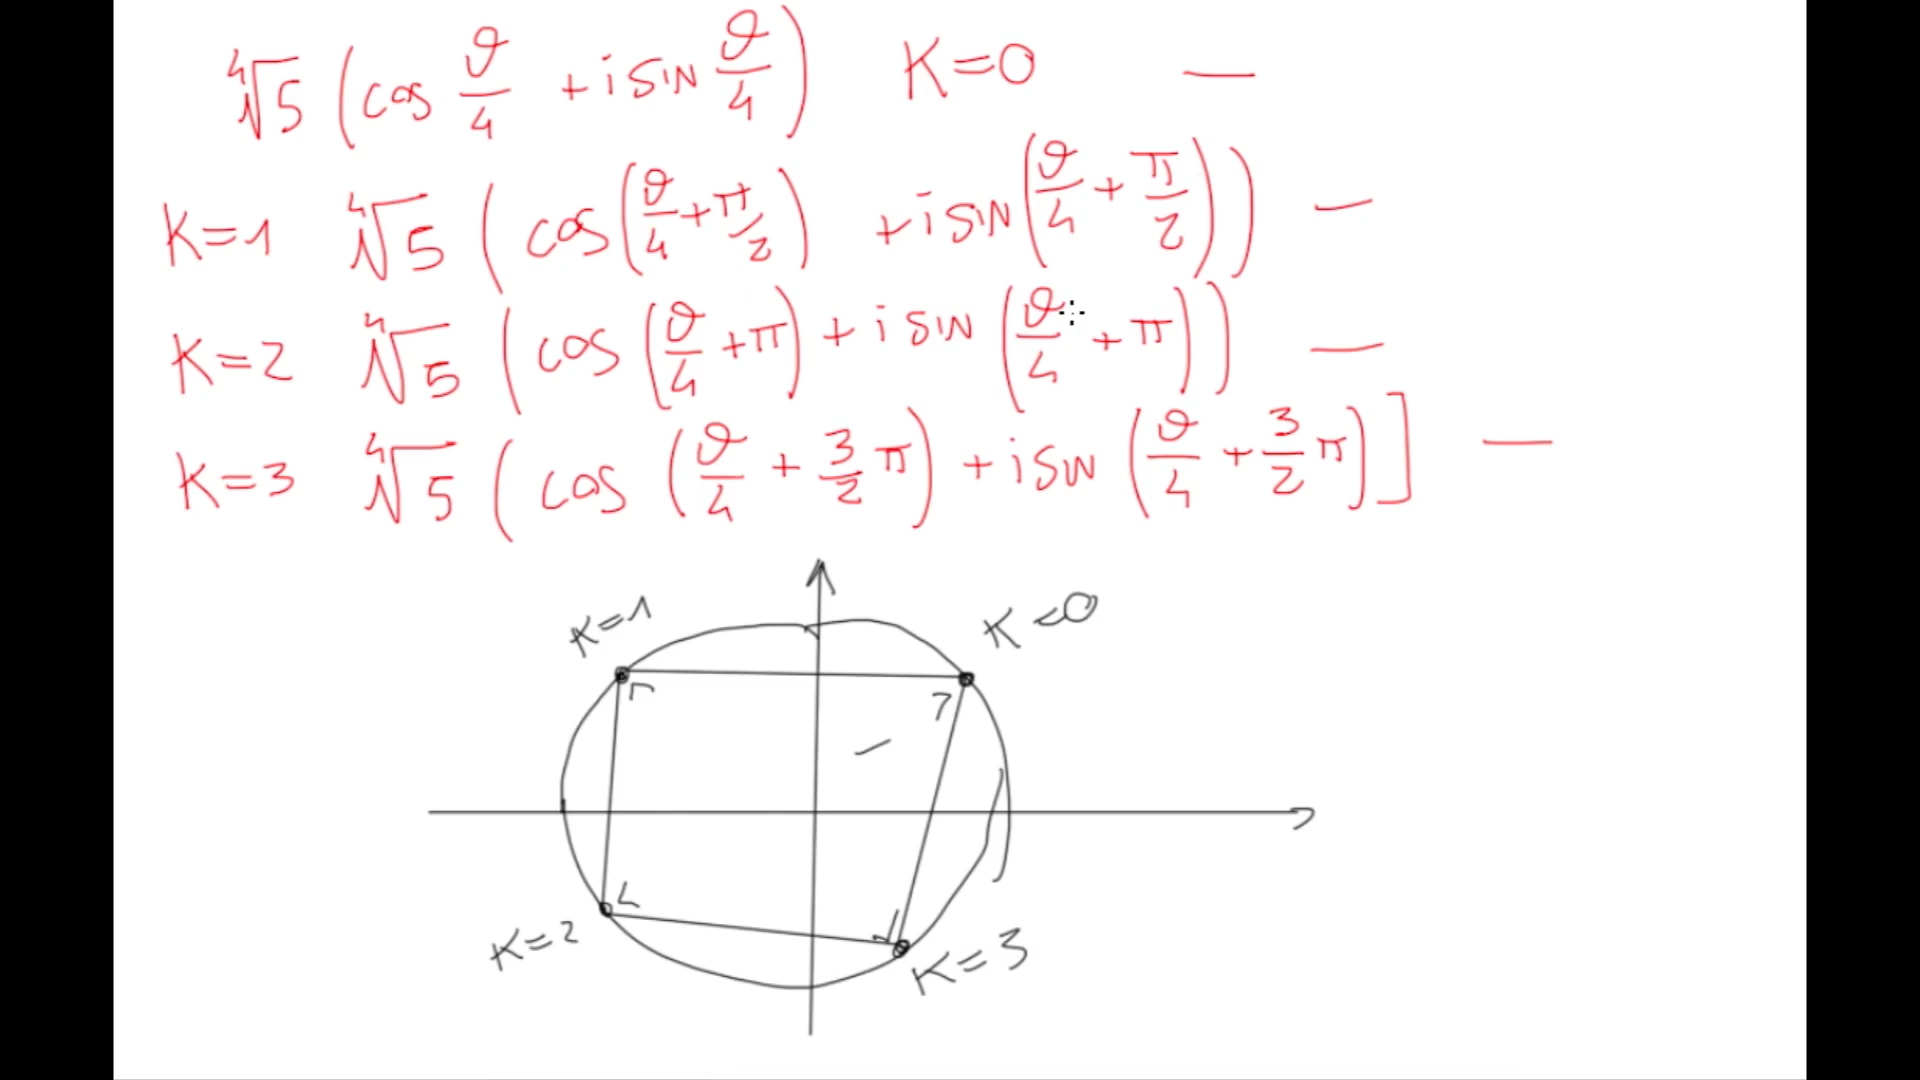 ⁴√5 (cos ϑ/4 + i sin ϑ/4) K=0 —
K=1 ⁴√5 (cos(ϑ/4 + π/2) + i sin(ϑ/4 + π/2)) —
K=2 ⁴√5 (cos (ϑ/4 + π) + i sin (ϑ/4 + π)) —
K=3 ⁴√5 (cos (ϑ/4 + 3/2 π) + i sin (ϑ/4 + 3/2 π)] —
K=1
K=0
K=2
K=3